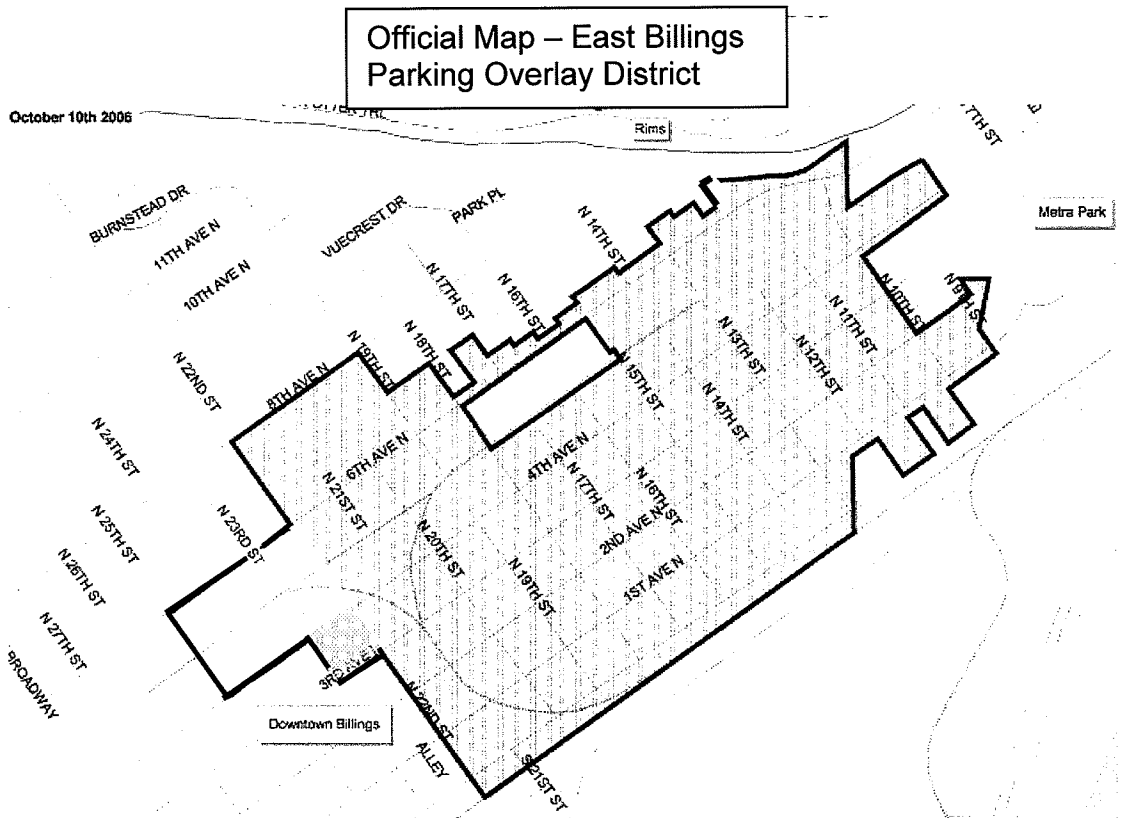 Official Map – East Billings
Parking Overlay District
October 10th 2006
Rims
7TH ST
Metra Park
BURNSTEAD DR
11TH AVE N
10TH AVE N
VUECREST DR
PARK PL
N 14TH ST
N 17TH ST
N 16TH ST
N 10TH ST
N 9TH ST
N 11TH ST
N 13TH ST
N 12TH ST
N 19TH ST
N 18TH ST
N 22ND ST
8TH AVE N
N 15TH ST
N 14TH ST
N 24TH ST
6TH AVE N
4TH AVE N
N 21ST ST
N 17TH ST
N 16TH ST
2ND AVE N
N 25TH ST
N 23RD ST
N 20TH ST
N 26TH ST
N 19TH ST
1ST AVE N
N 27TH ST
BROADWAY
3RD AVE
N 22ND ST
Downtown Billings
ALLEY
S 21ST ST